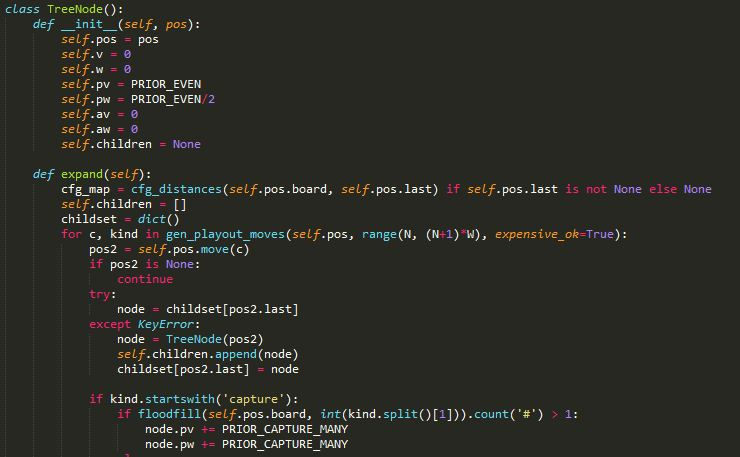 class TreeNode():
    def __init__(self, pos):
        self.pos = pos
        self.v = 0
        self.w = 0
        self.pv = PRIOR_EVEN
        self.pw = PRIOR_EVEN/2
        self.av = 0
        self.aw = 0
        self.children = None

    def expand(self):
        cfg_map = cfg_distances(self.pos.board, self.pos.last) if self.pos.last is not None else None
        self.children = []
        childset = dict()
        for c, kind in gen_playout_moves(self.pos, range(N, (N+1)*W), expensive_ok=True):
            pos2 = self.pos.move(c)
            if pos2 is None:
                continue
            try:
                node = childset[pos2.last]
            except KeyError:
                node = TreeNode(pos2)
                self.children.append(node)
                childset[pos2.last] = node

            if kind.startswith('capture'):
                if floodfill(self.pos.board, int(kind.split()[1])).count('#') > 1:
                    node.pv += PRIOR_CAPTURE_MANY
                    node.pw += PRIOR_CAPTURE_MANY